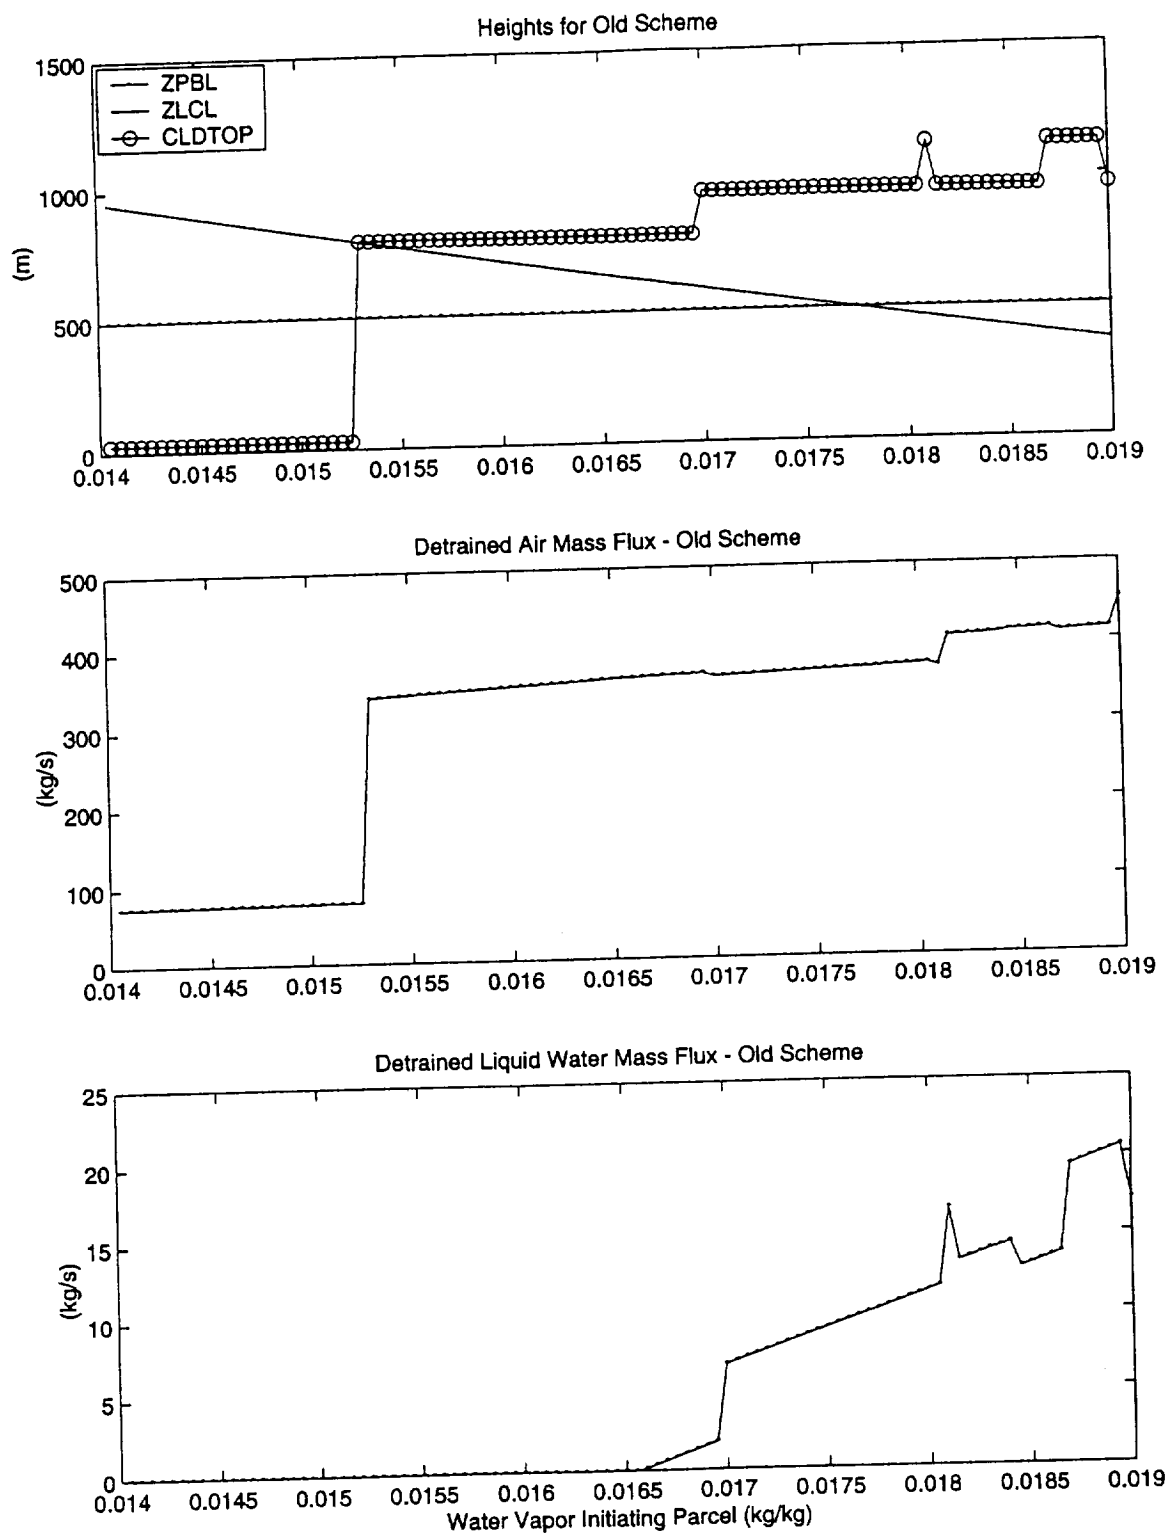 Heights for Old Scheme
1500
1000
500
0
(m)
ZPBL
ZLCL
CLDTOP
0.014 0.0145 0.015 0.0155 0.016 0.0165 0.017 0.0175 0.018 0.0185 0.019
Detrained Air Mass Flux - Old Scheme
500
400
300
200
100
0
(kg/s)
0.014 0.0145 0.015 0.0155 0.016 0.0165 0.017 0.0175 0.018 0.0185 0.019
Detrained Liquid Water Mass Flux - Old Scheme
25
20
15
10
5
0
(kg/s)
0.014 0.0145 0.015 0.0155 0.016 0.0165 0.017 0.0175 0.018 0.0185 0.019
Water Vapor Initiating Parcel (kg/kg)